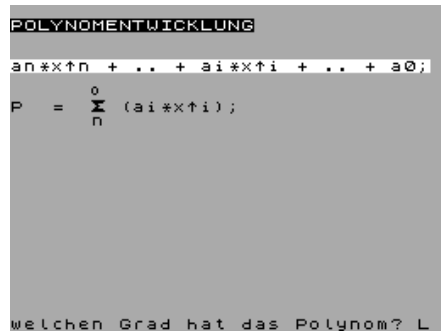 POLYNOMENTWICKLUNG
an*x↑n + .. + ai*x↑i + .. + a0;
0
P = Σ (ai*x↑i);
n
welchen Grad hat das Polynom? L